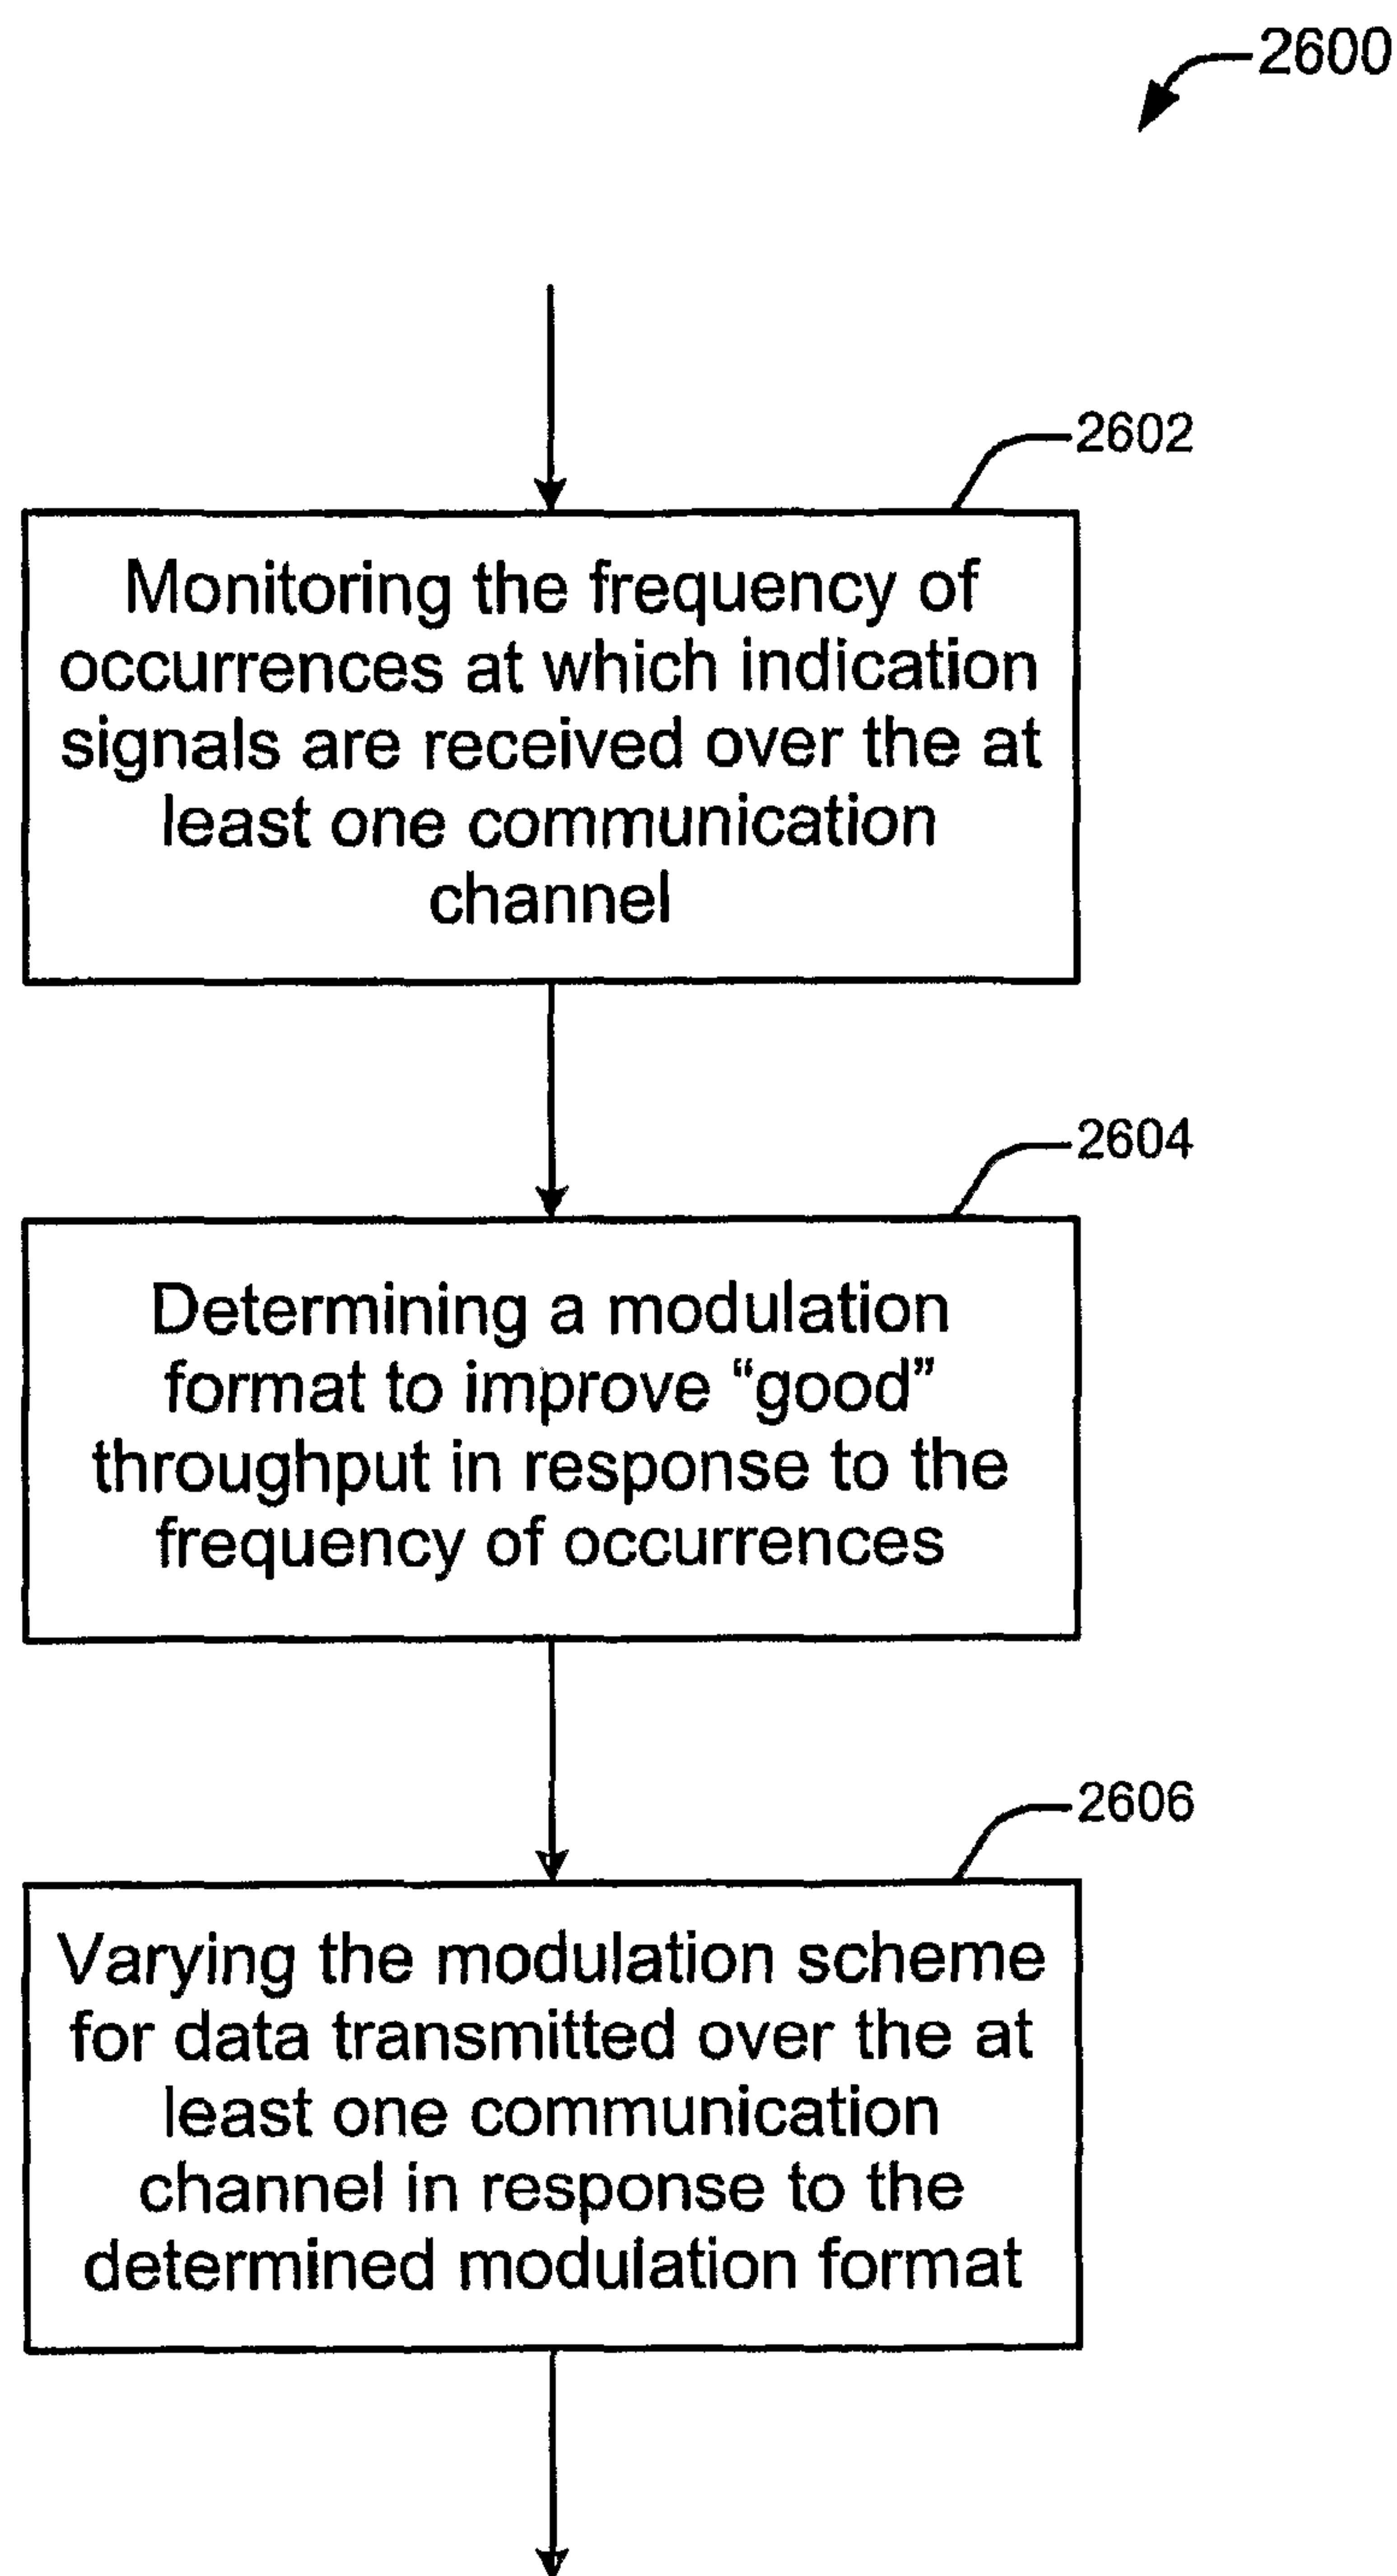 2600
2602
Monitoring the frequency of
occurrences at which indication
signals are received over the at
least one communication
channel
2604
Determining a modulation
format to improve “good”
throughput in response to the
frequency of occurrences
2606
Varying the modulation scheme
for data transmitted over the at
least one communication
channel in response to the
determined modulation format